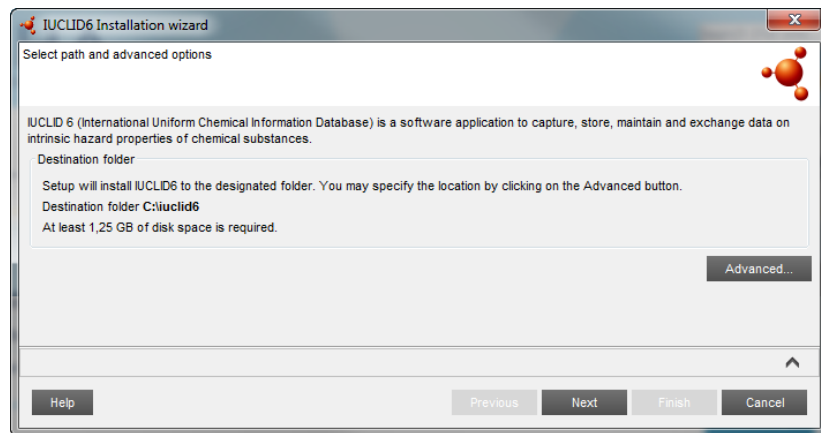 IUCLID6 Installation wizard
Select path and advanced options
IUCLID 6 (International Uniform Chemical Information Database) is a software application to capture, store, maintain and exchange data on
intrinsic hazard properties of chemical substances.
Destination folder
Setup will install IUCLID6 to the designated folder. You may specify the location by clicking on the Advanced button.
Destination folder C:\iuclid6
At least 1,25 GB of disk space is required.
Advanced...
Help Previous Next Finish Cancel